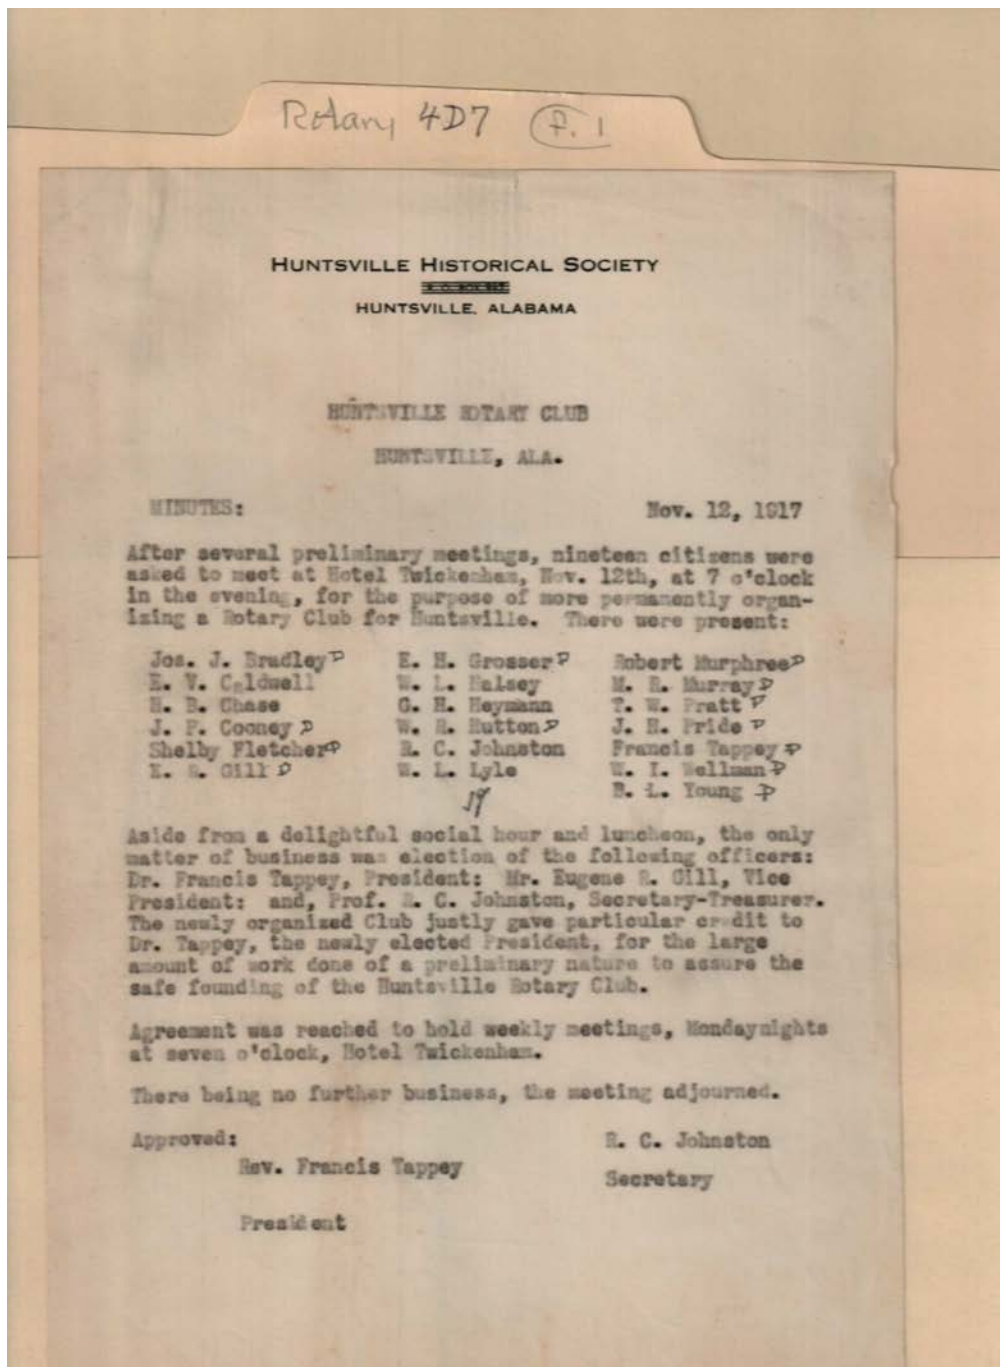 Rotary 4D7 P. 1
HUNTSVILLE HISTORICAL SOCIETY
HUNTSVILLE, ALABAMA
HUNTSVILLE ROTARY CLUB
HUNTSVILLE, ALA.
MINUTES: Nov. 12, 1917
After several preliminary meetings, nineteen citizens were
asked to meet at Hotel Twickenham, Nov. 12th, at 7 o'clock
in the evening, for the purpose of more permanently organ-
izing a Rotary Club for Huntsville. There were present:
Jos. J. Bradley D E. H. Grosser D Robert Murphree D
E. V. Caldwell W. L. Halsey M. R. Murray D
H. B. Chase G. H. Heymann T. W. Pratt D
J. F. Cooney D W. R. Hutton D J. H. Pride D
Shelby Fletcher D R. C. Johnston Francis Tappey D
E. R. Gill D W. L. Lyle W. I. Wellman D
B. L. Young D
19
Aside from a delightful social hour and luncheon, the only
matter of business was election of the following officers:
Dr. Francis Tappey, President: Mr. Eugene R. Gill, Vice
President: and, Prof. R. C. Johnston, Secretary-Treasurer.
The newly organized Club justly gave particular credit to
Dr. Tappey, the newly elected President, for the large
amount of work done of a preliminary nature to assure the
safe founding of the Huntsville Rotary Club.
Agreement was reached to hold weekly meetings, Mondaynights
at seven o'clock, Hotel Twickenham.
There being no further business, the meeting adjourned.
Approved: R. C. Johnston
Rev. Francis Tappey
Secretary
President